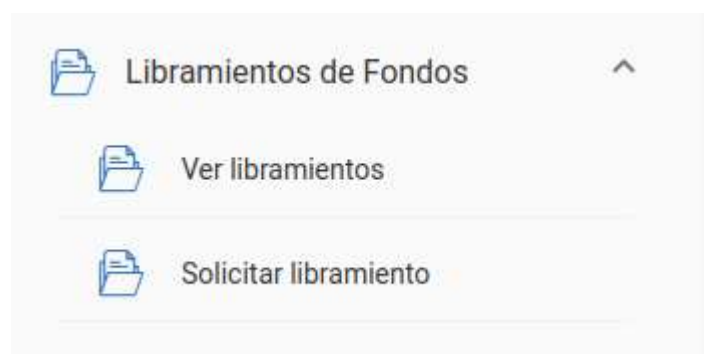 Libramientos de Fondos
Ver libramientos
Solicitar libramiento